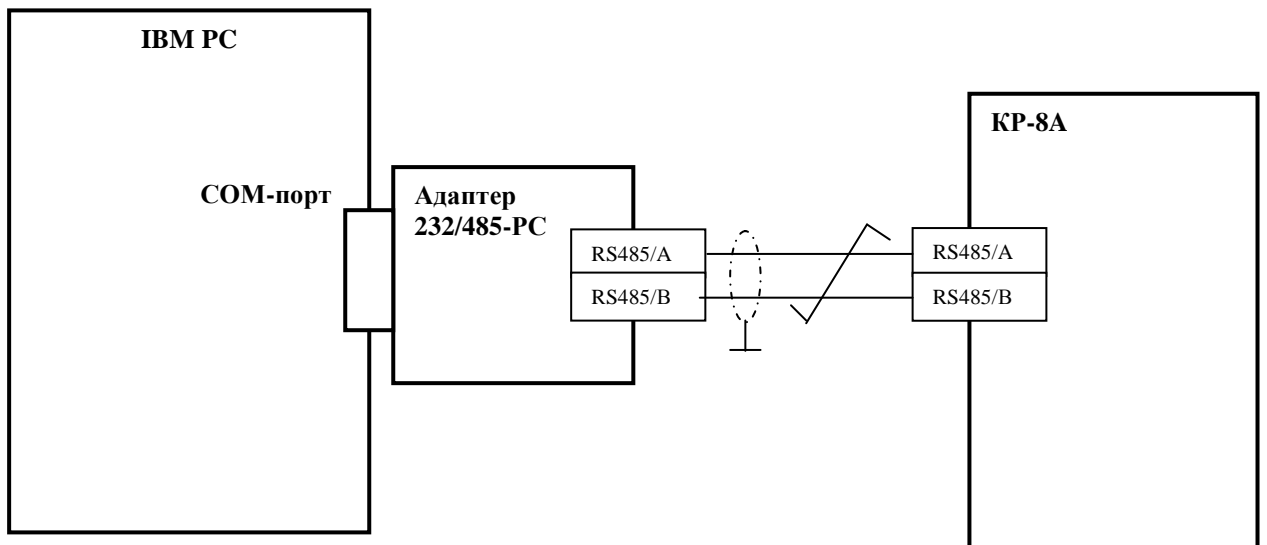 IBM PC
КР-8А
COM-порт
Адаптер
232/485-PC
RS485/A
RS485/B
RS485/A
RS485/B